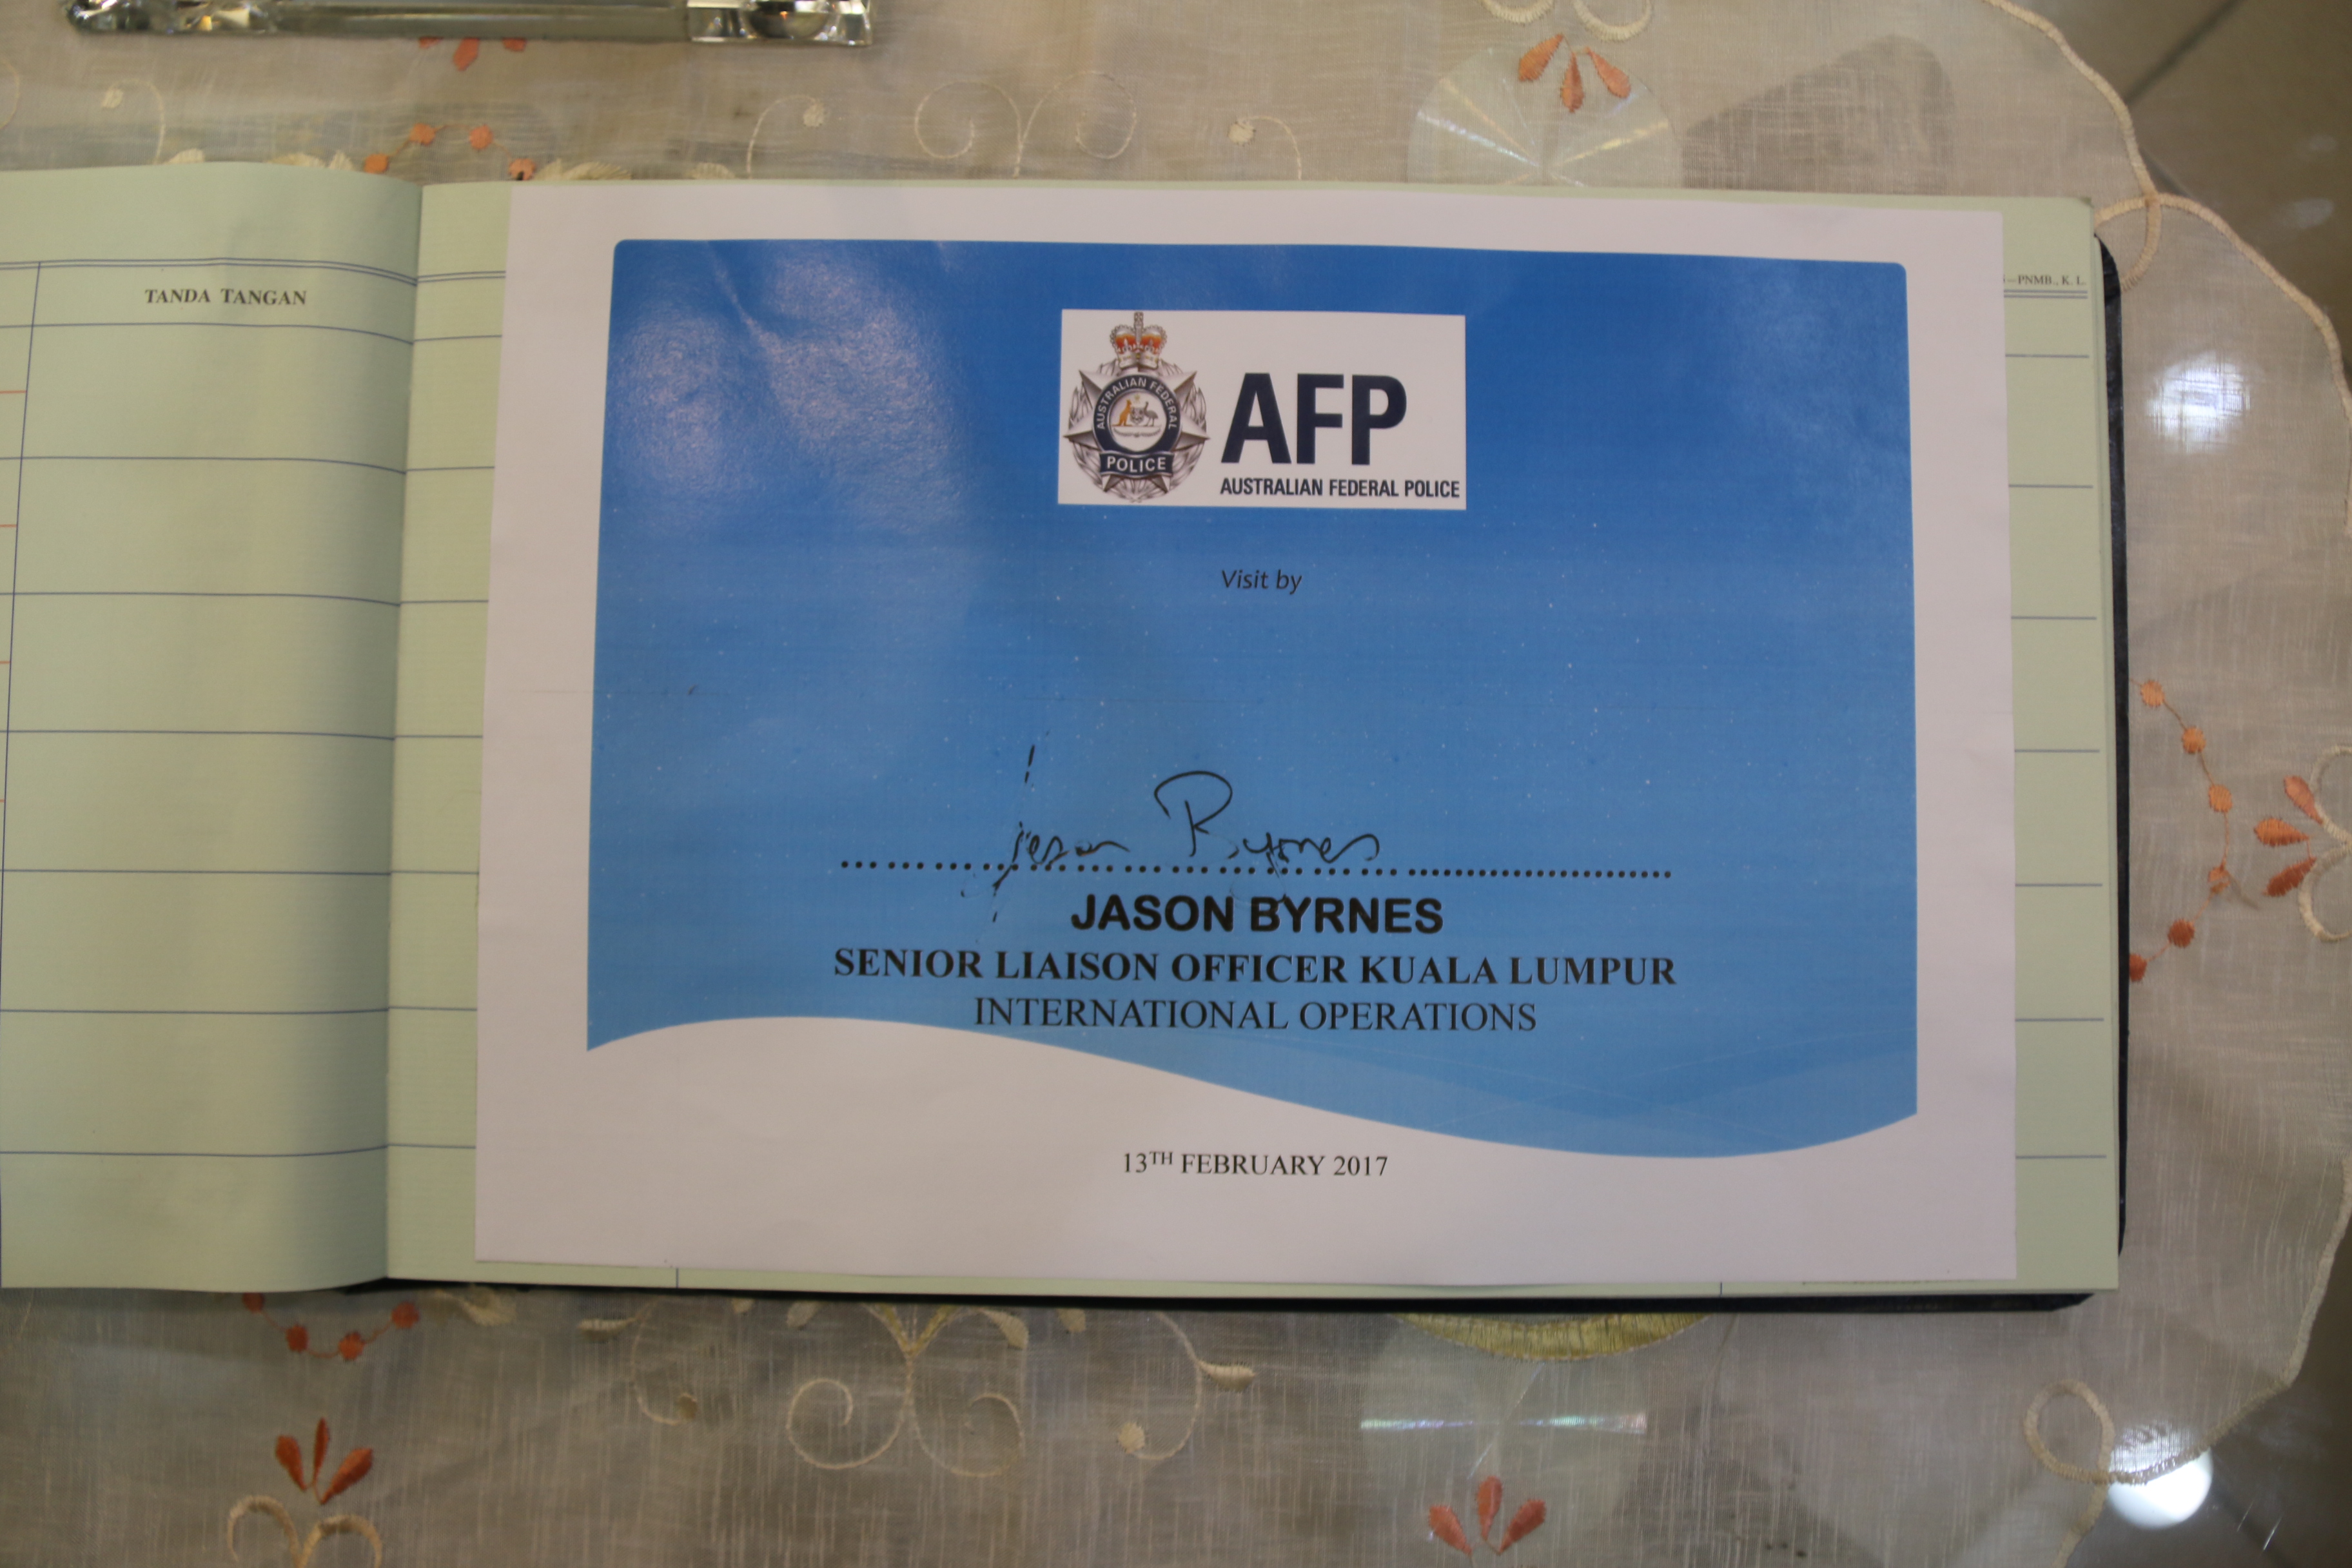 TANDA TANGAN
—PNMB., K. L.
AUSTRALIAN FEDERAL
POLICE
AFP
AUSTRALIAN FEDERAL POLICE
Visit by
Jason Byrnes
JASON BYRNES
SENIOR LIAISON OFFICER KUALA LUMPUR
INTERNATIONAL OPERATIONS
13TH FEBRUARY 2017